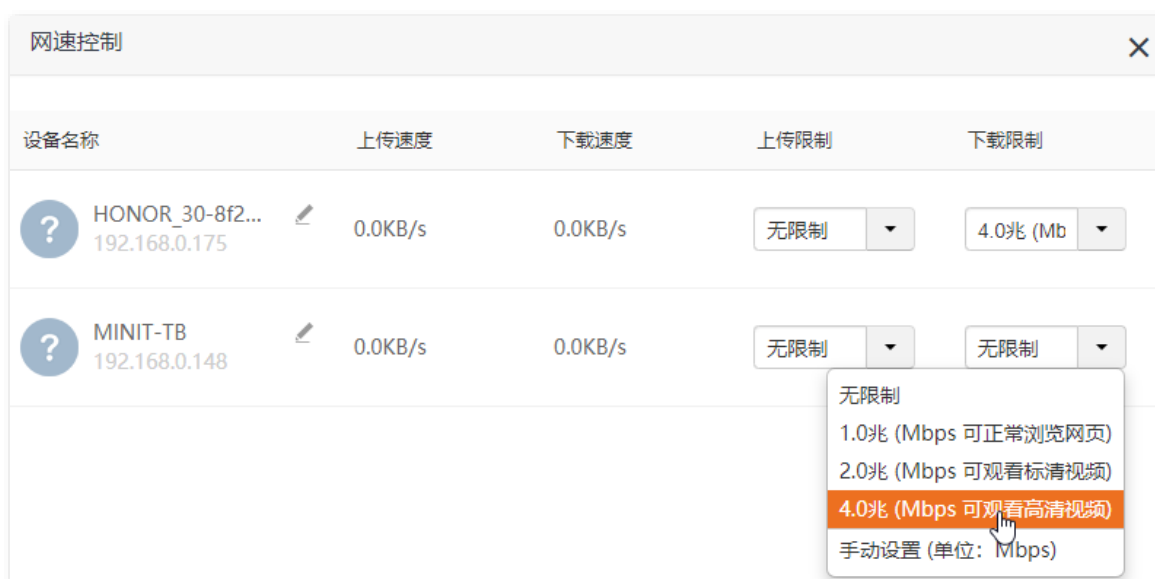 网速控制
设备名称 上传速度 下载速度 上传限制 下载限制
HONOR_30-8f2... 0.0KB/s 0.0KB/s 无限制 4.0兆 (Mb
192.168.0.175
MINIT-TB 0.0KB/s 0.0KB/s 无限制 无限制
192.168.0.148
无限制
1.0兆 (Mbps 可正常浏览网页)
2.0兆 (Mbps 可观看标清视频)
4.0兆 (Mbps 可观看高清视频)
手动设置 (单位：Mbps)